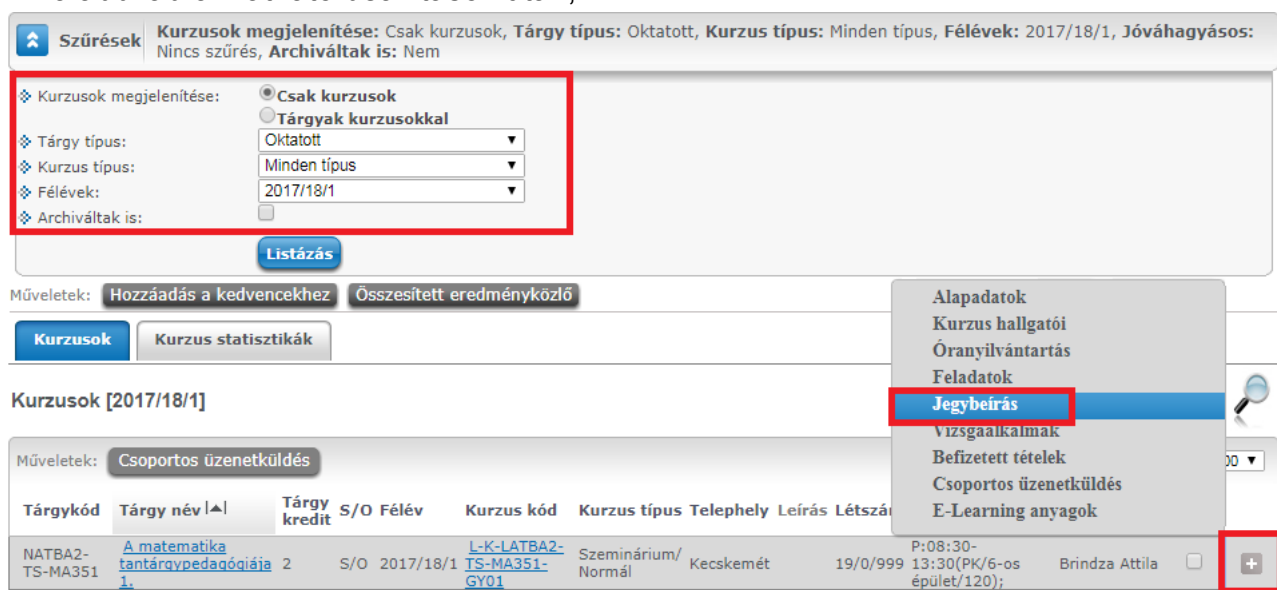 Szűrések
Kurzusok megjelenítése: Csak kurzusok, Tárgy típus: Oktatott, Kurzus típus: Minden típus, Félévek: 2017/18/1, Jóváhagyásos:
Nincs szűrés, Archiváltak is: Nem
Kurzusok megjelenítése:
Csak kurzusok
Tárgyak kurzusokkal
Tárgy típus: Oktatott
Kurzus típus: Minden típus
Félévek: 2017/18/1
Archiváltak is:
Listázás
Műveletek: Hozzáadás a kedvencekhez Összesített eredményközlő
Kurzusok Kurzus statisztikák
Kurzusok [2017/18/1]
Alapadatok
Kurzus hallgatói
Óranyilvántartás
Feladatok
Jegybeírás
Vizsgaalkalmak
Befizetett tételek
Csoportos üzenetküldés
E-Learning anyagok
Műveletek: Csoportos üzenetküldés
Tárgykód Tárgy név Tárgy kredit S/O Félév Kurzus kód Kurzus típus Telephely Leírás
NATBA2-
TS-MA351
A matematika
tantárgypedagógiája
1.
2
S/O
2017/18/1
L-K-LATBA2-
TS-MA351-
GY01
Szeminárium/
Normál
Kecskemét
19/0/999
P:08:30-
13:30(PK/6-os
épület/120);
Brindza Attila